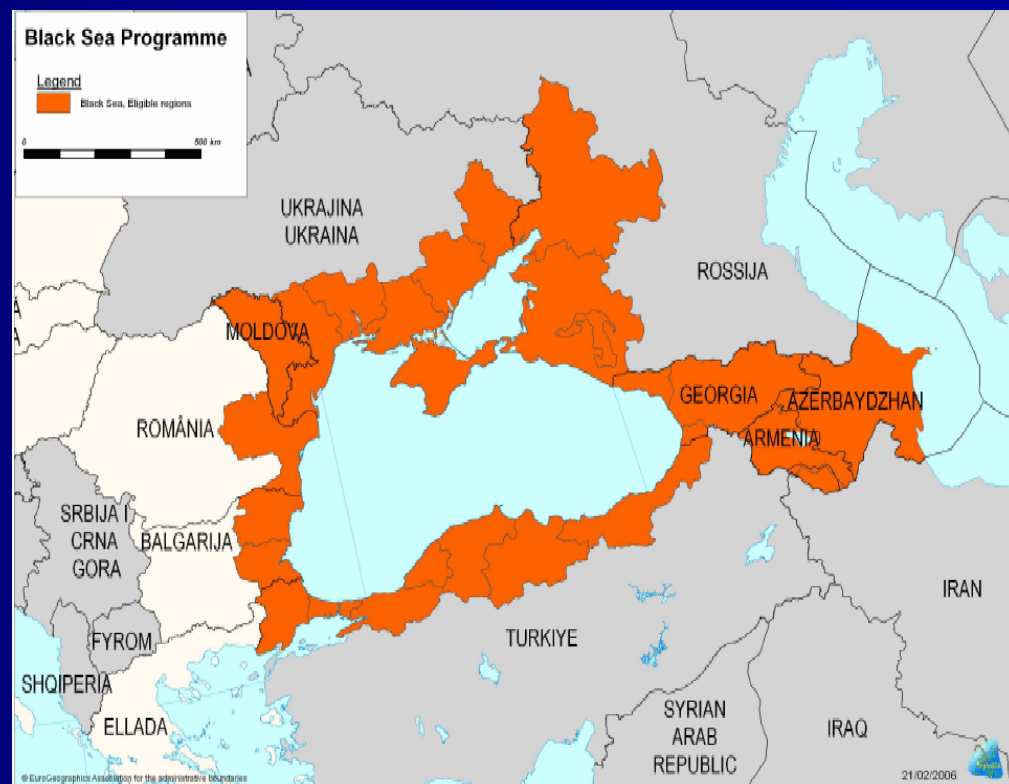 Black Sea Programme
Legend
Black Sea, Eligible regions
0 500 km
UKRAJINA
UKRAINA
ROSSIJA
MOLDOVA
GEORGIA
AZERBAYDZHAN
ROMÂNIA
ARMENIA
SRBIJA I
CRNA
GORA
BALGARIJA
IRAN
FYROM
TURKIYE
SHQIPERIA
ELLADA
SYRIAN
ARAB
REPUBLIC
IRAQ
© EuroGeographics Association for the administrative boundaries
21/02/2006